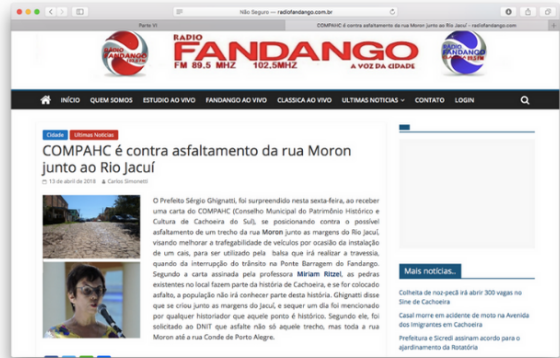 Não Seguro — radiofandango.com.br
Parte VI
COMPAHC é contra asfaltamento da rua Moron junto ao Rio Jacuí – radiofandango.com
RADIO
FANDANGO
FM 89.5 MHZ 102.5MHZ A VOZ DA CIDADE
RADIO
FANDANGO
INÍCIO QUEM SOMOS ESTUDIO AO VIVO FANDANGO AO VIVO CLASSICA AO VIVO ULTIMAS NOTICIAS CONTATO LOGIN
Cidade Ultimas Noticias
COMPAHC é contra asfaltamento da rua Moron
junto ao Rio Jacuí
13 de abril de 2018 Carlos Simonetti
O Prefeito Sérgio Ghignatti, foi surpreendido nesta sexta-feira, ao receber
uma carta do COMPAHC (Conselho Municipal do Patrimônio Histórico e
Cultura de Cachoeira do Sul), se posicionando contra o possível
asfaltamento de um trecho da rua Moron junto as margens do Rio Jacuí,
visando melhorar a trafegabilidade de veículos por ocasião da instalação
de um cais, para ser utilizado pela balsa que irá realizar a travessia,
quando da interrupção do trânsito na Ponte Barragem do Fandango.
Segundo a carta assinada pela professora Miriam Ritzel, as pedras
existentes no local fazem parte da história de Cachoeira, e se for colocado
asfalto, a população não irá conhecer parte desta história. Ghignatti disse
que se criou junto as margens do Jacuí, e sequer um dia foi mencionado
por qualquer historiador que aquele ponto é histórico. Segundo ele, foi
solicitado ao DNIT que asfalte não só aquele trecho, mas toda a rua
Moron até a rua Conde de Porto Alegre.
Mais notícias..
Colheita de noz-pecã irá abrir 300 vagas no
Sine de Cachoeira
Casal morre em acidente de moto na Avenida
dos Imigrantes em Cachoeira
Prefeitura e Sicredi assinam acordo para o
ajardinamento da Rotatória